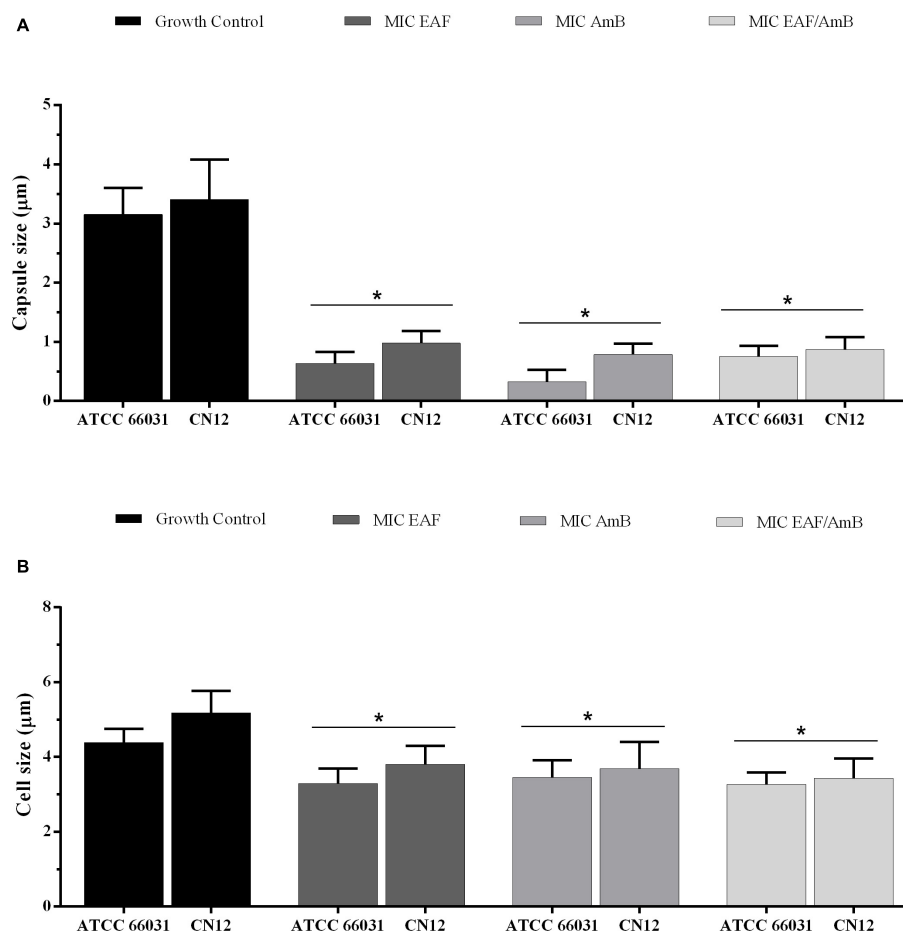 A
Growth Control MIC EAF MIC AmB MIC EAF/AmB
Capsule size (µm)
5
4
3
2
1
0
* * *
ATCC 66031 CN12 ATCC 66031 CN12 ATCC 66031 CN12 ATCC 66031 CN12
Growth Control MIC EAF MIC AmB MIC EAF/AmB
B
Cell size (µm)
8
6
4
2
0
* * *
ATCC 66031 CN12 ATCC 66031 CN12 ATCC 66031 CN12 ATCC 66031 CN12